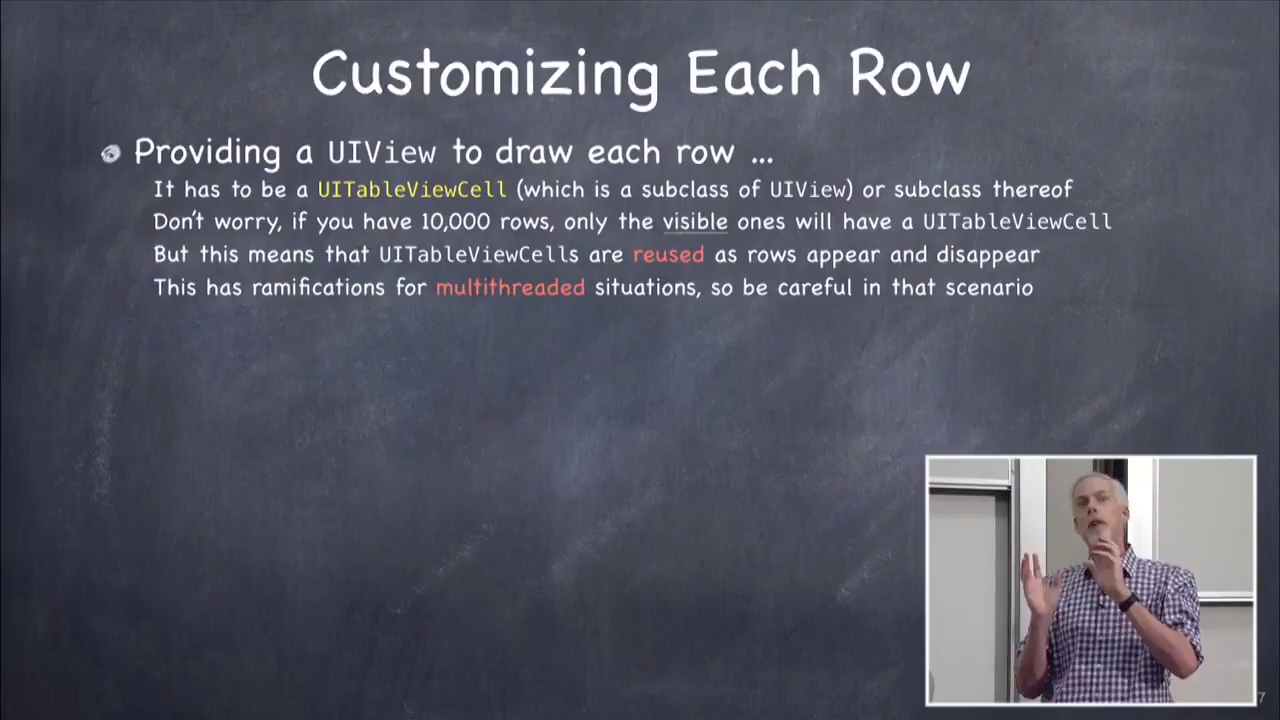 Customizing Each Row
Providing a UIView to draw each row ...
It has to be a UITableViewCell (which is a subclass of UIView) or subclass thereof
Don't worry, if you have 10,000 rows, only the visible ones will have a UITableViewCell
But this means that UITableViewCells are reused as rows appear and disappear
This has ramifications for multithreaded situations, so be careful in that scenario
7